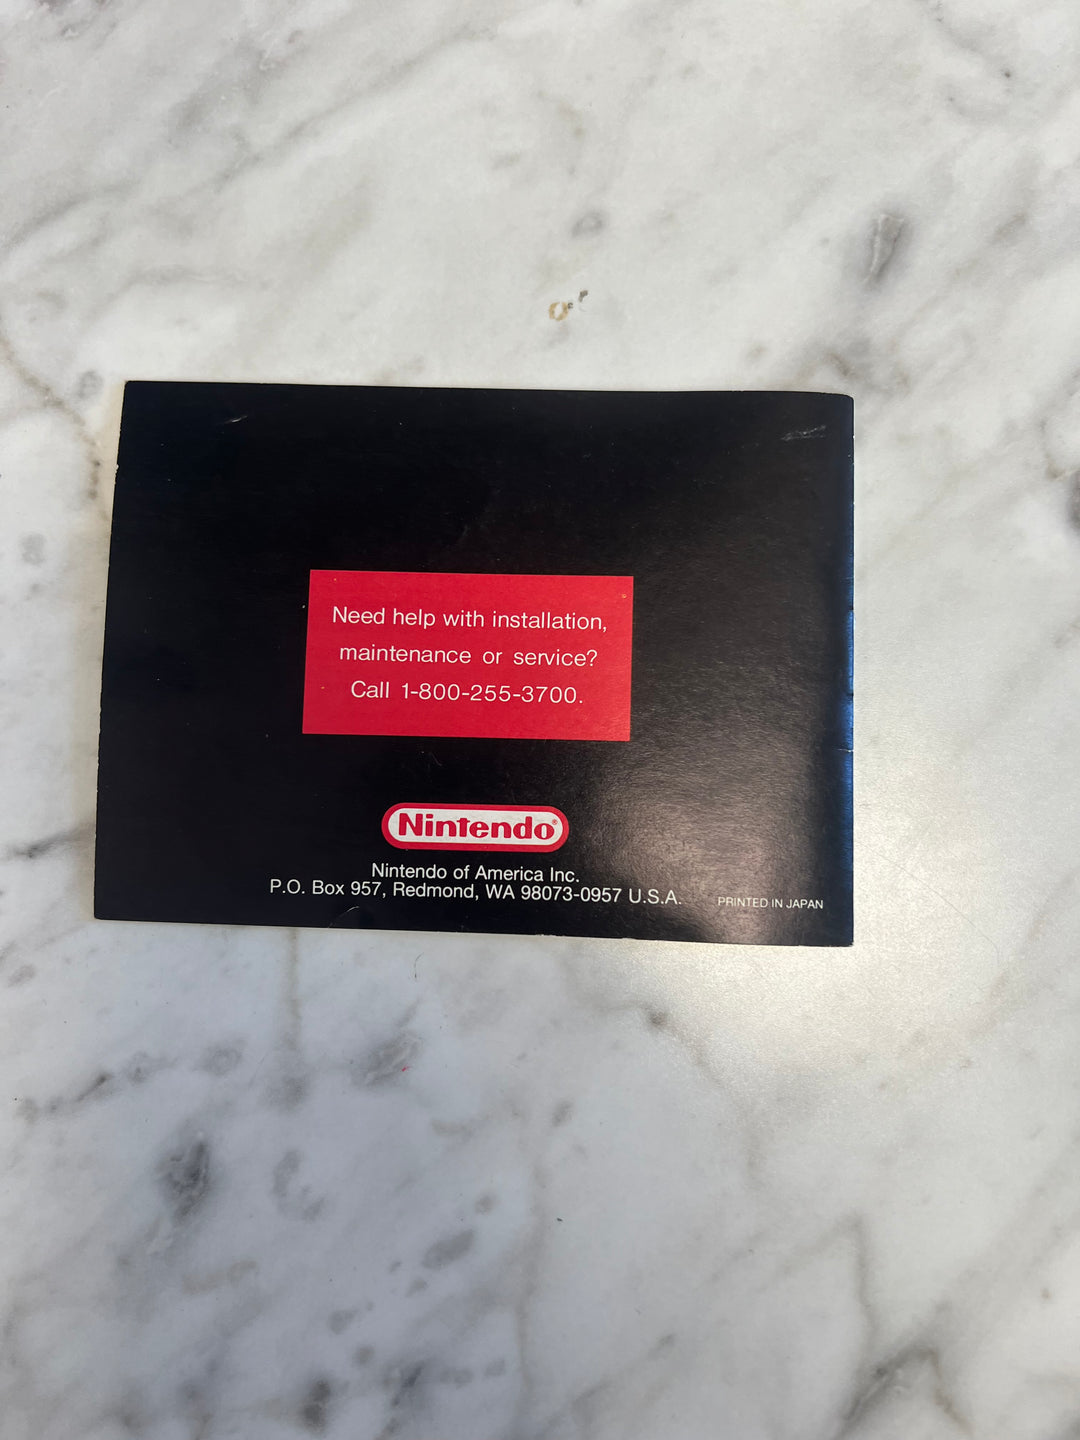 Need help with installation,
maintenance or service?
Call 1-800-255-3700.
Nintendo®
Nintendo of America Inc.
P.O. Box 957, Redmond, WA 98073-0957 U.S.A.
PRINTED IN JAPAN